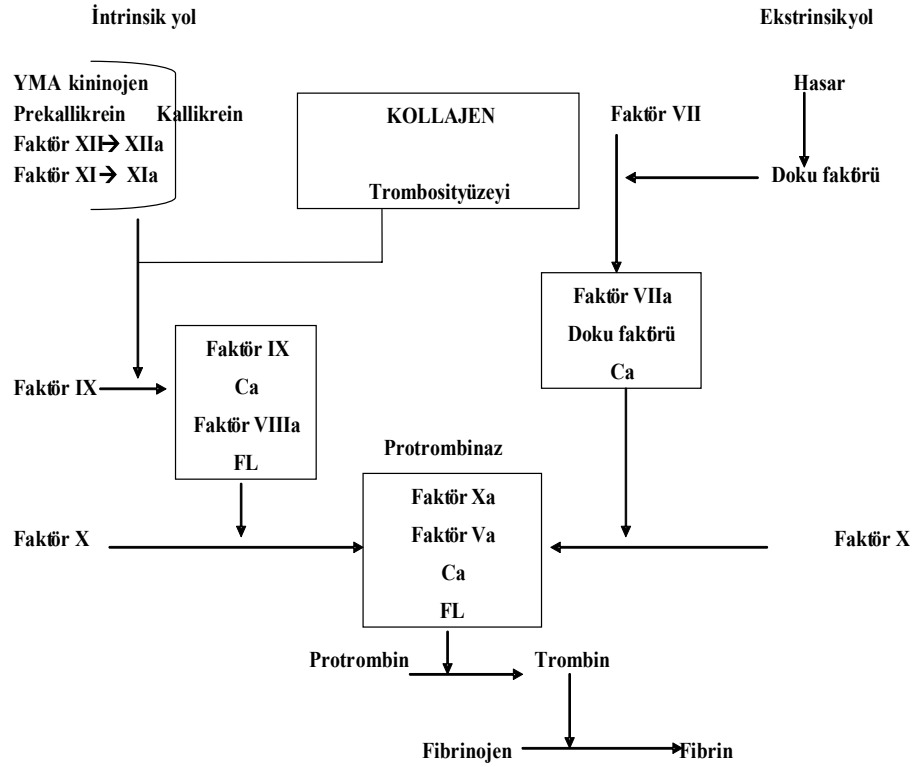 İntrinsik yol
Ekstrinsikyol
YMA kininojen
Prekallikrein Kallikrein
Faktör XII→ XIIa
Faktör XI→ XIa
KOLLAJEN
Trombosityüzeyi
Hasar
Faktör VII
Doku faktörü
Faktör VIIa
Doku faktörü
Ca
Faktör IX
Faktör IX
Ca
Faktör VIIIa
FL
Protrombinaz
Faktör X
Faktör Xa
Faktör Va
Ca
FL
Faktör X
Protrombin
Trombin
Fibrinojen
Fibrin